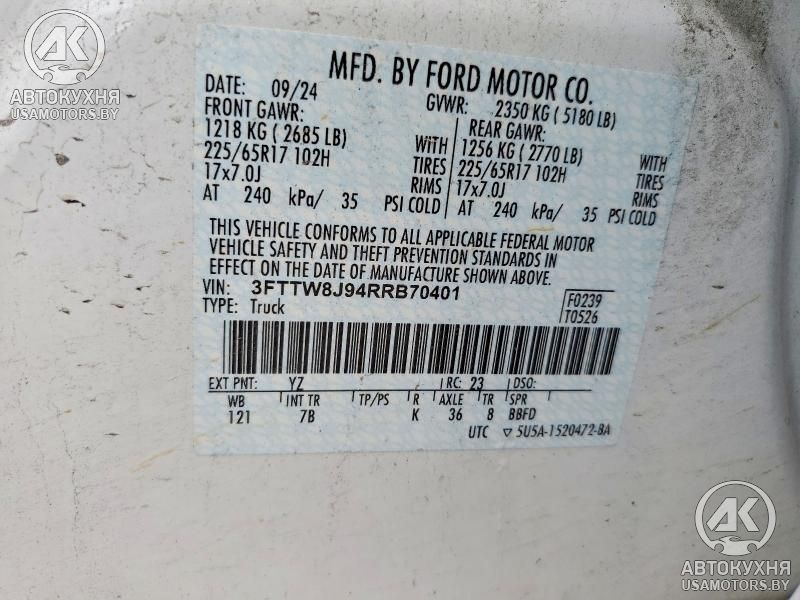 АК
АВТОКУХНЯ
USAMOTORS.BY
MFD. BY FORD MOTOR CO.
DATE: 09/24 GVWR: 2350 KG ( 5180 LB)
FRONT GAWR: REAR GAWR:
1218 KG ( 2685 LB) WITH 1256 KG ( 2770 LB) WITH
225/65R17 102H TIRES 225/65R17 102H TIRES
17x7.0J RIMS 17x7.0J RIMS
AT 240 kPa/ 35 PSI COLD AT 240 kPa/ 35 PSI COLD
THIS VEHICLE CONFORMS TO ALL APPLICABLE FEDERAL MOTOR
VEHICLE SAFETY AND THEFT PREVENTION STANDARDS IN
EFFECT ON THE DATE OF MANUFACTURE SHOWN ABOVE.
VIN: 3FTTW8J94RRB70401 F0239
TYPE: Truck T0526
EXT PNT: YZ RC: 23 DSO:
WB INT TR TP/PS R AXLE TR SPR
121 7B K 36 8 BBFD
UTC ▽ 5U5A-1520472-BA
АК
АВТОКУХНЯ
USAMOTORS.BY